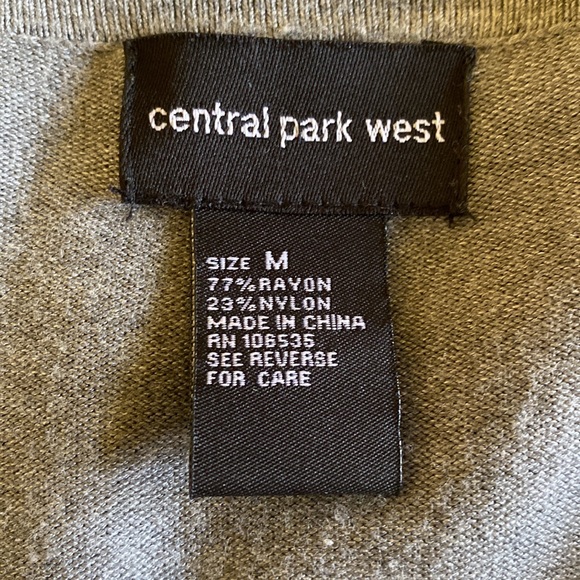 central park west
SIZE M
77% RAYON
23% NYLON
MADE IN CHINA
RN 106535
SEE REVERSE
FOR CARE